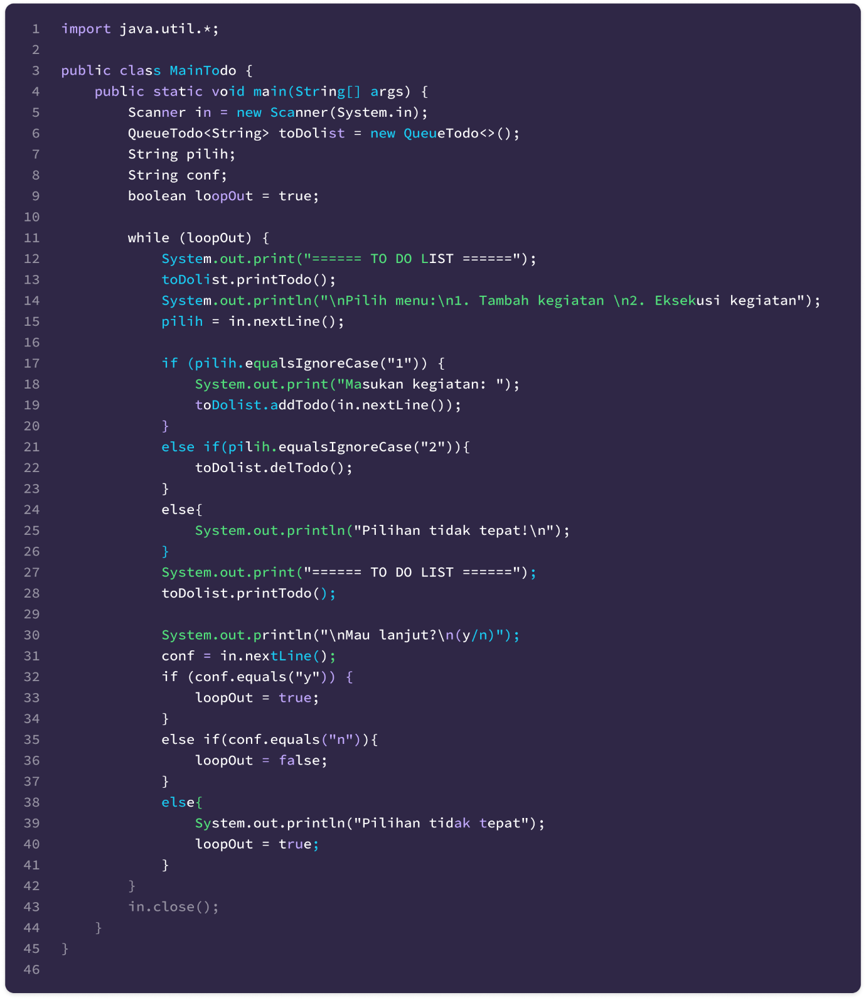 1 import java.util.*;
2
3 public class MainTodo {
4     public static void main(String[] args) {
5         Scanner in = new Scanner(System.in);
6         QueueTodo<String> toDolist = new QueueTodo<>();
7         String pilih;
8         String conf;
9         boolean loopOut = true;
10
11         while (loopOut) {
12             System.out.print("====== TO DO LIST ======");
13             toDolist.printTodo();
14             System.out.println("\nPilih menu:\n1. Tambah kegiatan \n2. Eksekusi kegiatan");
15             pilih = in.nextLine();
16
17             if (pilih.equalsIgnoreCase("1")) {
18                 System.out.print("Masukan kegiatan: ");
19                 toDolist.addTodo(in.nextLine());
20             }
21             else if(pilih.equalsIgnoreCase("2")){
22                 toDolist.delTodo();
23             }
24             else{
25                 System.out.println("Pilihan tidak tepat!\n");
26             }
27             System.out.print("====== TO DO LIST ======");
28             toDolist.printTodo();
29
30             System.out.println("\nMau lanjut?\n(y/n)");
31             conf = in.nextLine();
32             if (conf.equals("y")) {
33                 loopOut = true;
34             }
35             else if(conf.equals("n")){
36                 loopOut = false;
37             }
38             else{
39                 System.out.println("Pilihan tidak tepat");
40                 loopOut = true;
41             }
42         }
43         in.close();
44     }
45 }
46